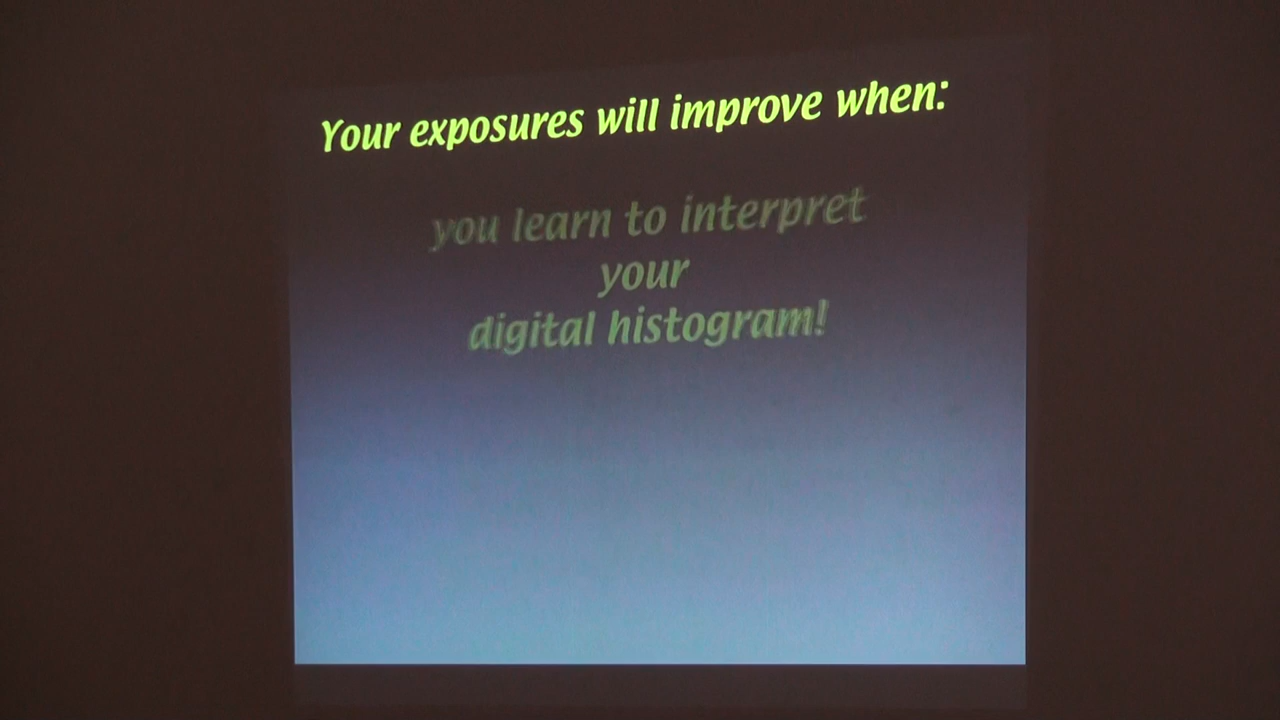 Your exposures will improve when:
you learn to interpret
your
digital histogram!